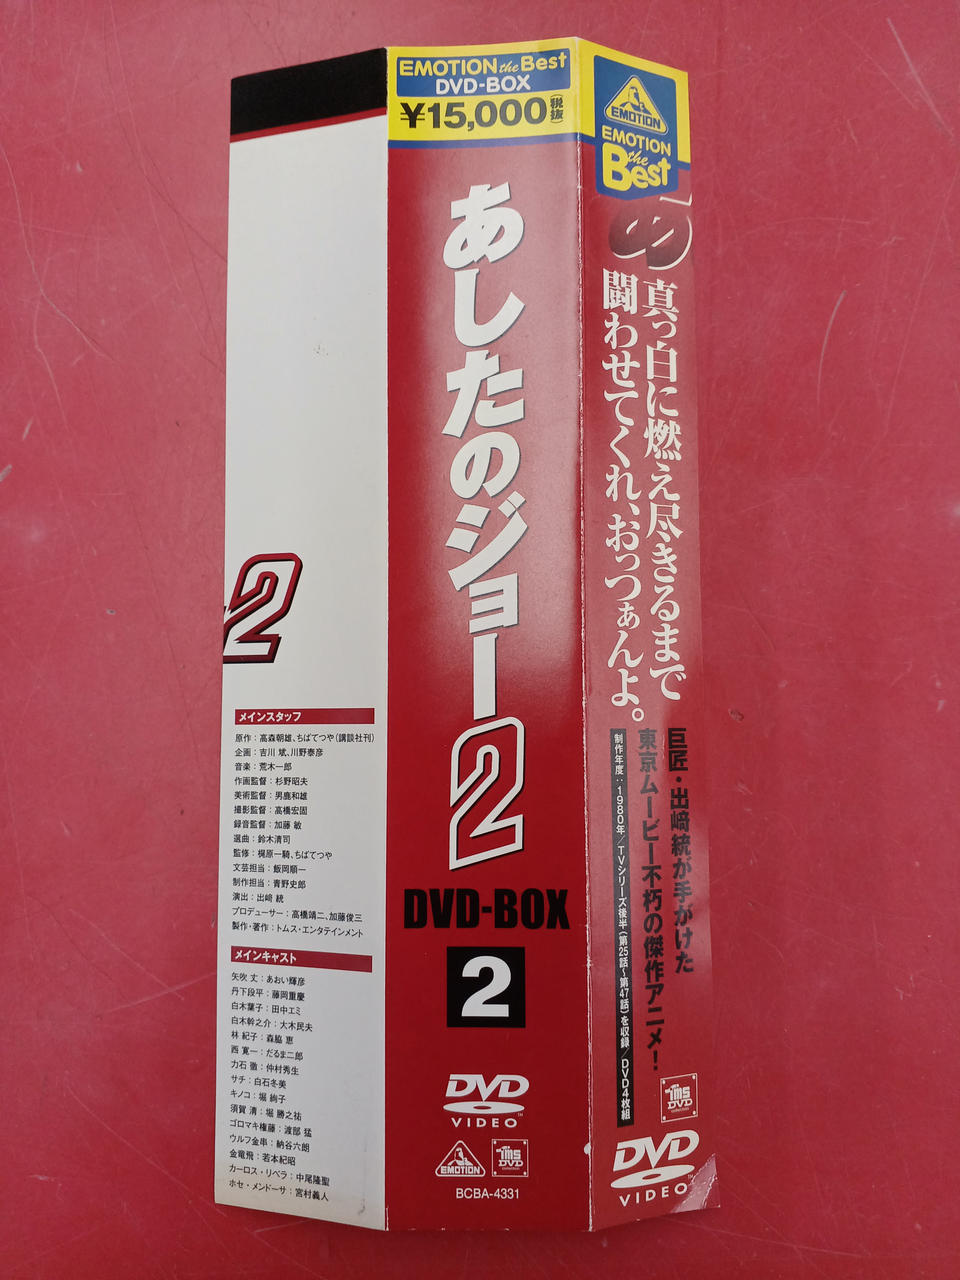 2
メインスタッフ
原作：高森朝雄、ちばてつや（講談社刊）
企画：吉川 斌、川野泰彦
音楽：荒木一郎
作画監督：杉野昭夫
美術監督：男鹿和雄
撮影監督：高橋宏固
録音監督：加藤 敏
選曲：鈴木清司
監修：梶原一騎、ちばてつや
文芸担当：飯岡順一
制作担当：青野史郎
演出：出﨑 統
プロデューサー：高橋靖二、加藤俊三
製作・著作：トムス・エンタテインメント
メインキャスト
矢吹 丈：あおい輝彦
丹下段平：藤岡重慶
白木葉子：田中エミ
白木幹之介：大木民夫
林 紀子：森脇 恵
西 寛一：だるま二郎
力石 徹：仲村秀生
サチ：白石冬美
キノコ：堀 絢子
須賀 清：堀 勝之祐
ゴロマキ権藤：渡部 猛
ウルフ金串：納谷六朗
金竜飛：若本紀昭
カーロス・リベラ：中尾隆聖
ホセ・メンドーサ：宮村義人
EMOTION the Best
DVD-BOX
¥15,000（税抜）
あしたのジョー2
DVD-BOX
2
DVD
VIDEO™
EMOTION
tms
DVD
collection
BCBA-4331
EMOTION
EMOTION
the
Best
あ
真っ白に燃え尽きるまで
闘わせてくれ、おっつぁんよ。
巨匠・出﨑統が手がけた
東京ムービー不朽の傑作アニメ！
制作年度：1980年／TVシリーズ後半（第25話〜第47話）を収録／DVD4枚組
tms
DVD
collection
DVD
VIDEO™